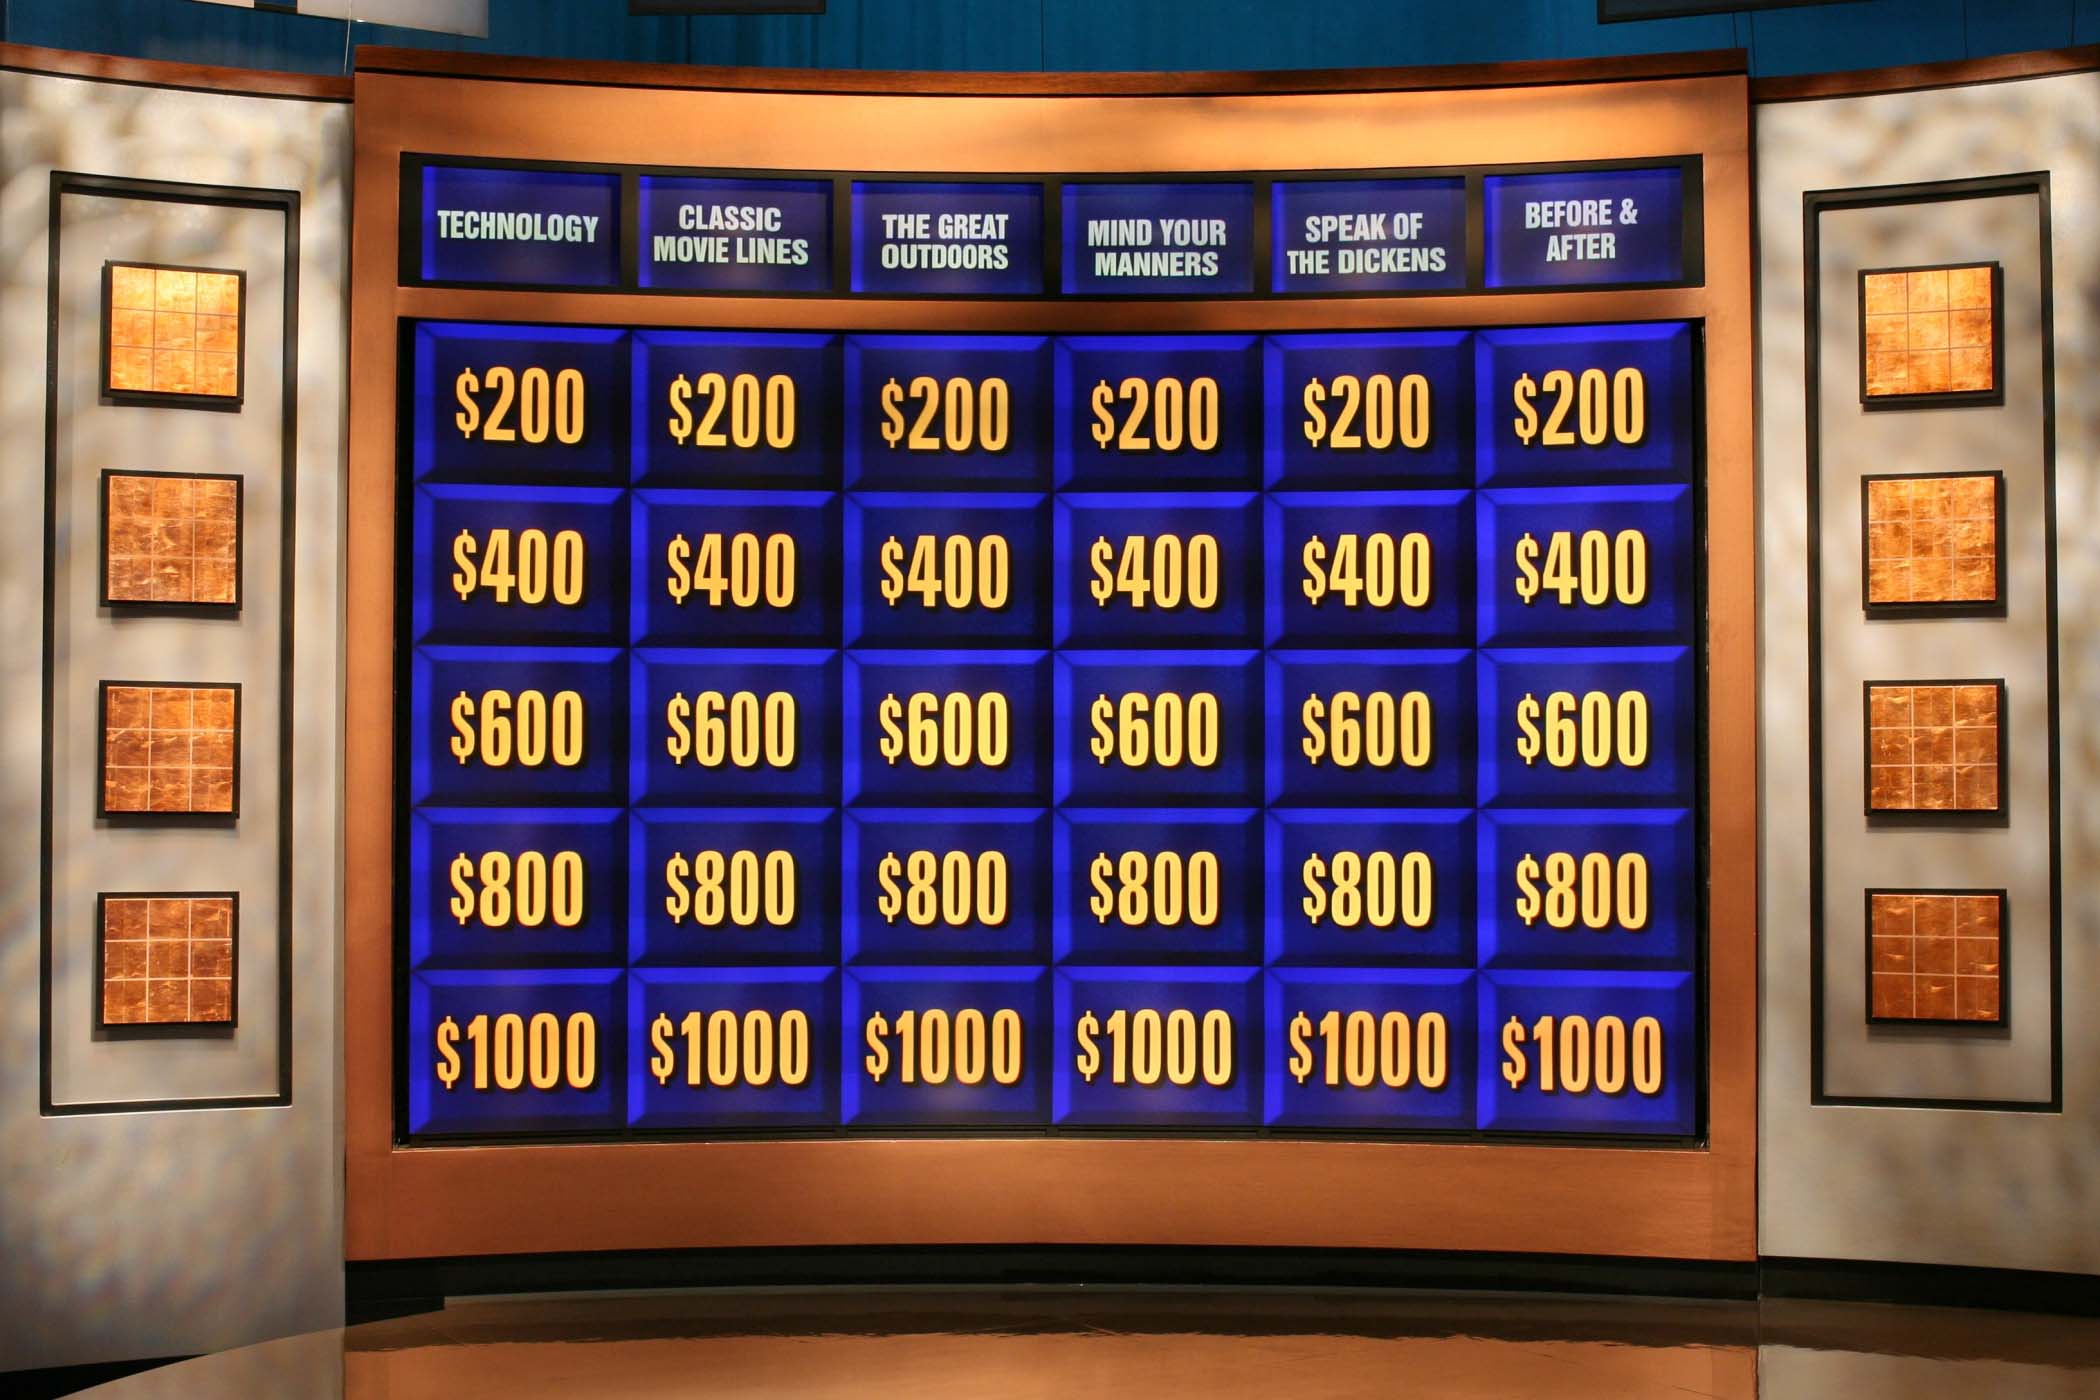 TECHNOLOGY
CLASSIC
MOVIE LINES
THE GREAT
OUTDOORS
MIND YOUR
MANNERS
SPEAK OF
THE DICKENS
BEFORE &
AFTER
$200 $200 $200 $200 $200 $200
$400 $400 $400 $400 $400 $400
$600 $600 $600 $600 $600 $600
$800 $800 $800 $800 $800 $800
$1000 $1000 $1000 $1000 $1000 $1000